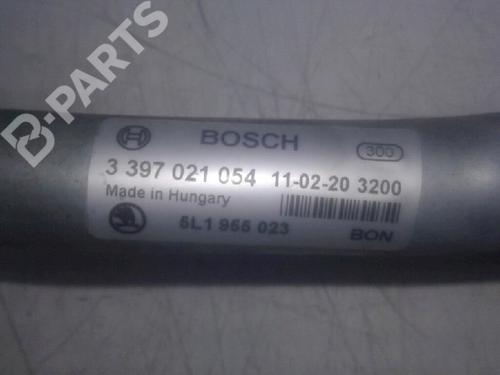 B-PARTS
BOSCH
300
3 397 021 054 11-02-20 3200
Made in Hungary
5L1 955 023
BON